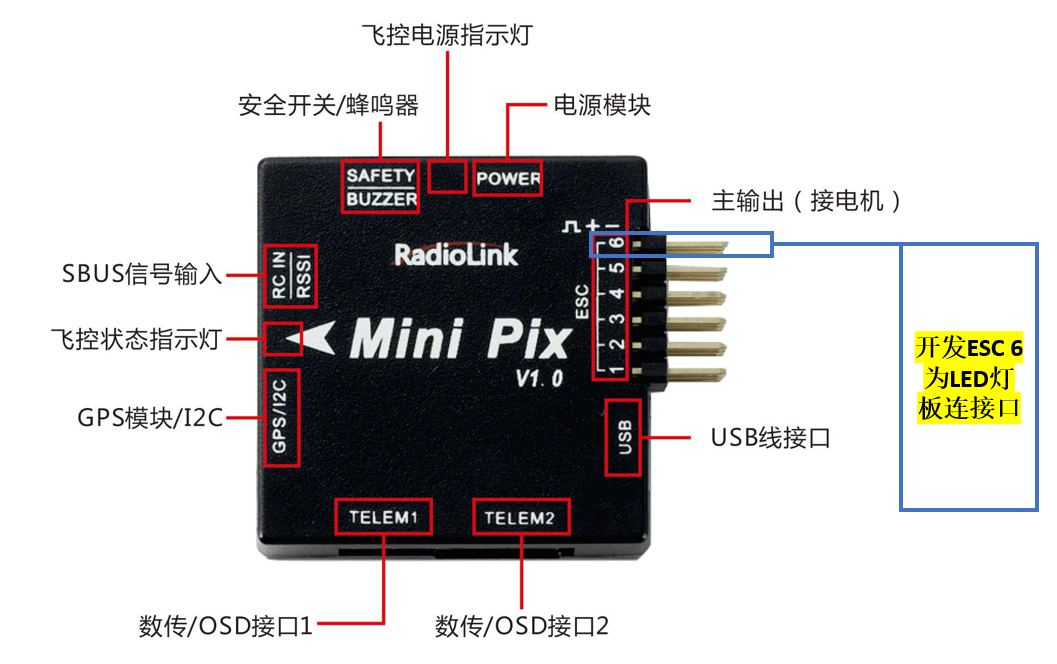 飞控电源指示灯
安全开关/蜂鸣器
电源模块
SAFETY
BUZZER
POWER
主输出（接电机）
+ −
RadioLink
SBUS信号输入
RC IN
RSSI
6
5
4
3
2
1
ESC
飞控状态指示灯
Mini Pix
V1.0
开发ESC 6
为LED灯
板连接口
GPS模块/I2C
GPS/I2C
USB
USB线接口
TELEM1
TELEM2
数传/OSD接口1
数传/OSD接口2